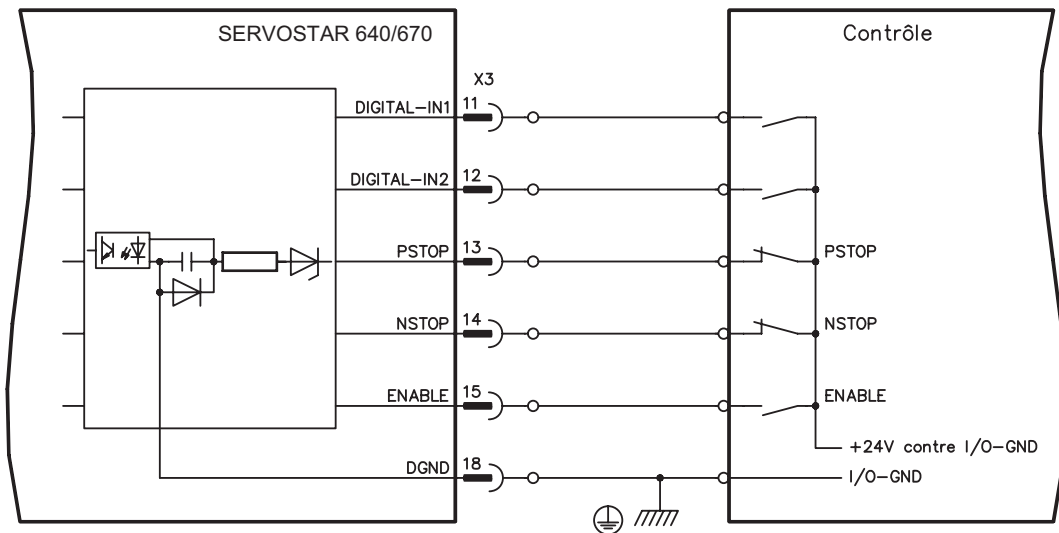 SERVOSTAR 640/670
Contrôle
X3
DIGITAL-IN1 11
DIGITAL-IN2 12
PSTOP 13 PSTOP
NSTOP 14 NSTOP
ENABLE 15 ENABLE
+24V contre I/O-GND
DGND 18 I/O-GND